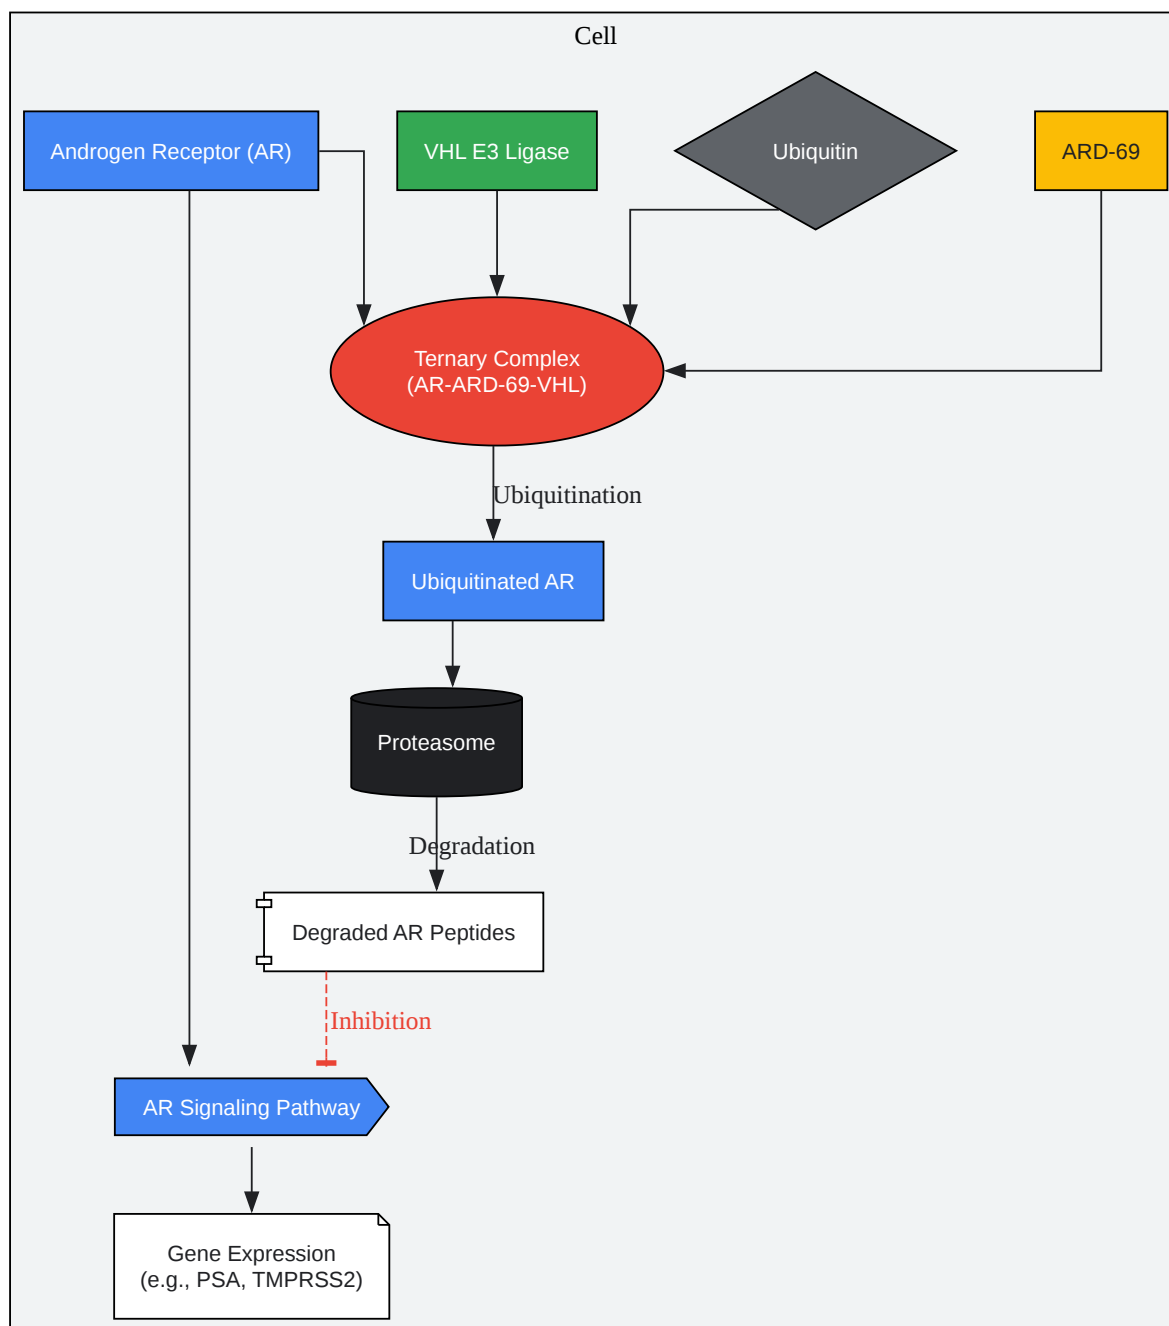 Cell
Androgen Receptor (AR)
VHL E3 Ligase
Ubiquitin
ARD-69
Ternary Complex
(AR-ARD-69-VHL)
Ubiquitination
Ubiquitinated AR
Proteasome
Degradation
Degraded AR Peptides
Inhibition
AR Signaling Pathway
Gene Expression
(e.g., PSA, TMPRSS2)